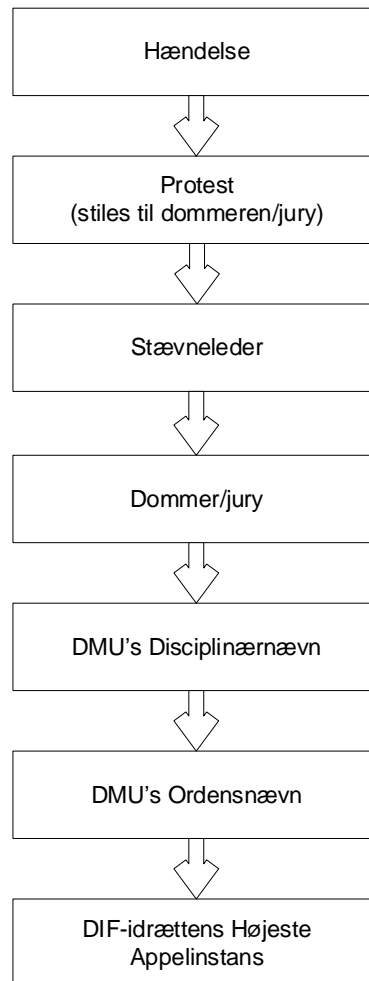 Hændelse
Protest
(stiles til dommeren/jury)
Stævneleder
Dommer/jury
DMU's Disciplinærnævn
DMU's Ordensnævn
DIF-idrættens Højeste
Appelinstans